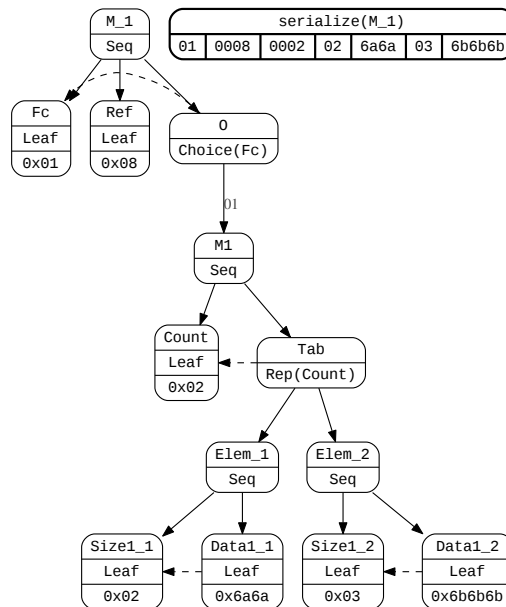 M_1
Seq
serialize(M_1)
01 0008 0002 02 6a6a 03 6b6b6b
Fc
Leaf
0x01
Ref
Leaf
0x08
O
Choice(Fc)
01
M1
Seq
Count
Leaf
0x02
Tab
Rep(Count)
Elem_1
Seq
Elem_2
Seq
Size1_1
Leaf
0x02
Data1_1
Leaf
0x6a6a
Size1_2
Leaf
0x03
Data1_2
Leaf
0x6b6b6b